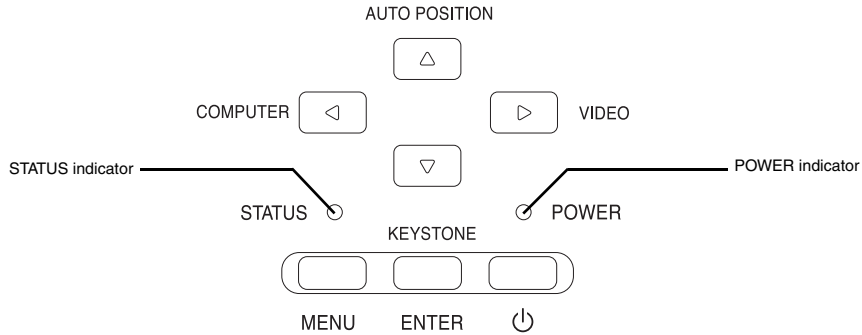 AUTO POSITION
COMPUTER
VIDEO
STATUS indicator
POWER indicator
STATUS
POWER
KEYSTONE
MENU
ENTER